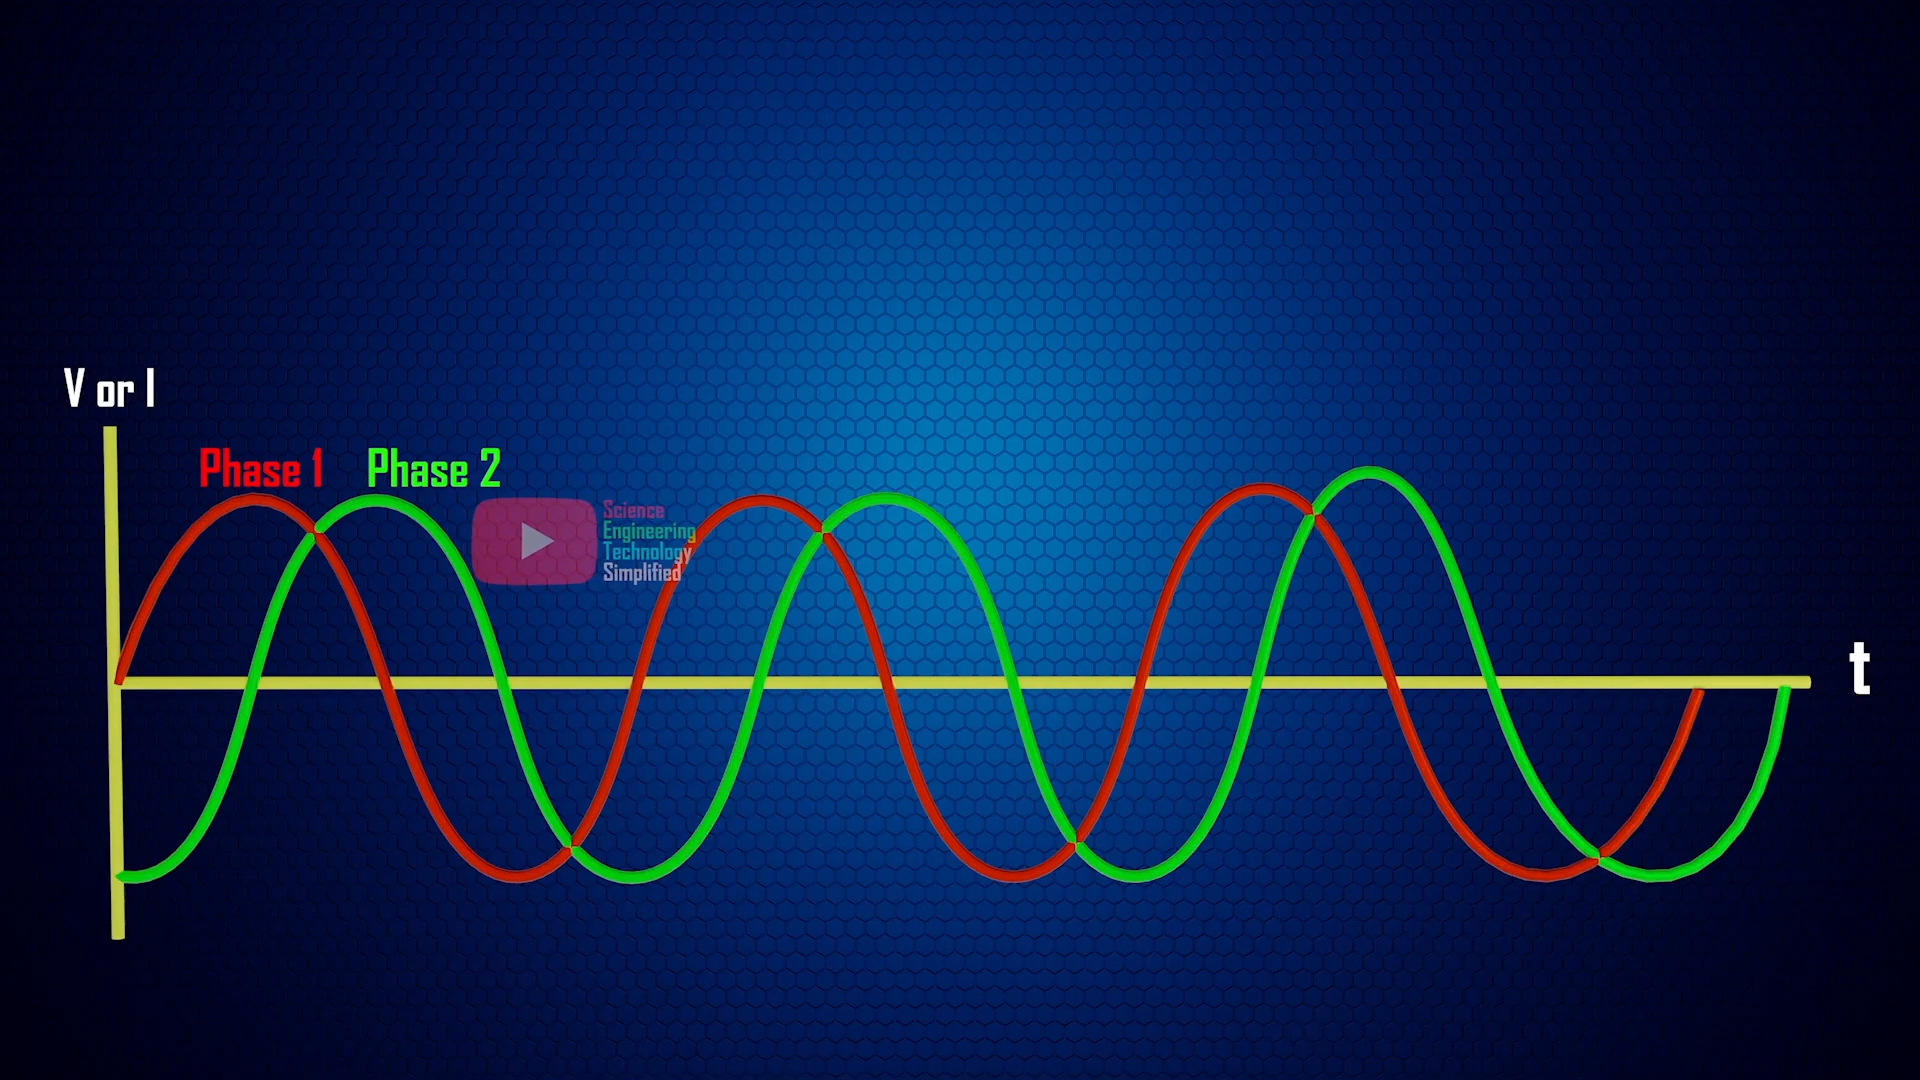 V or I
Phase 1 Phase 2
Science
Engineering
Technology
Simplified
t